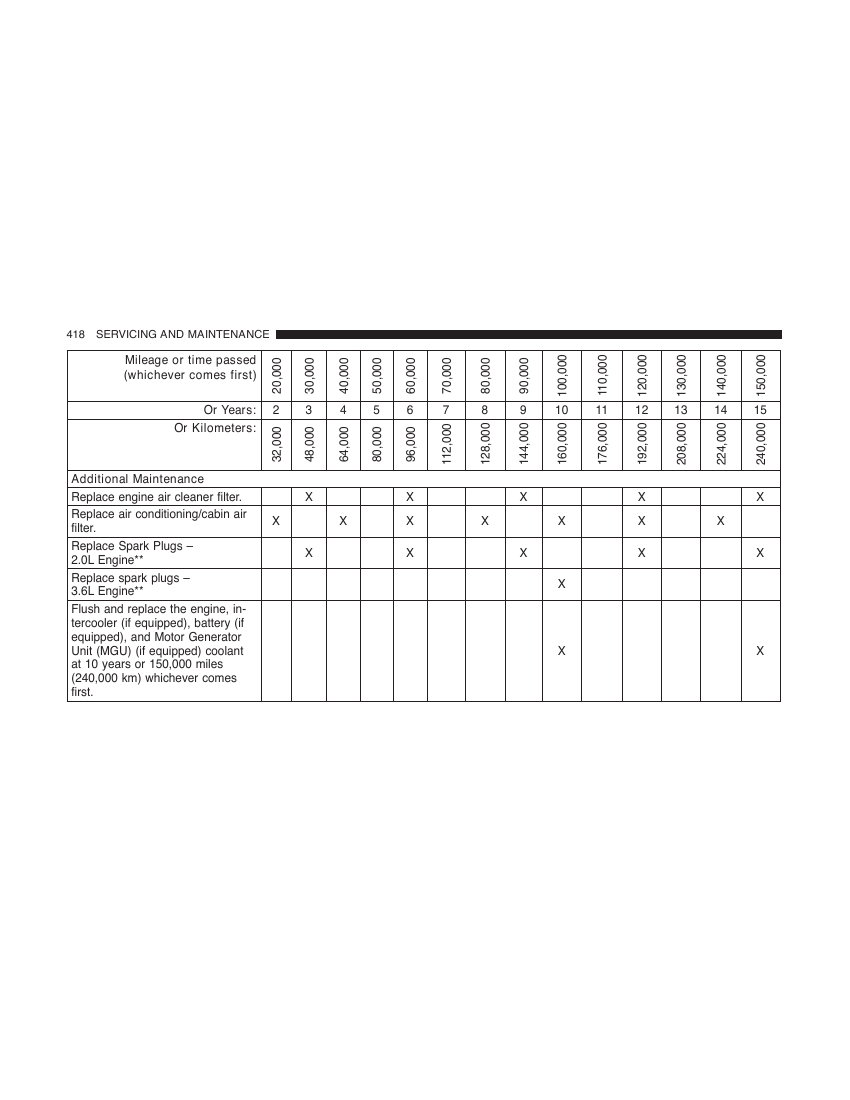 418 SERVICING AND MAINTENANCE
Mileage or time passed
(whichever comes first)
20,000 30,000 40,000 50,000 60,000 70,000 80,000 90,000 100,000 110,000 120,000 130,000 140,000 150,000
Or Years: 2 3 4 5 6 7 8 9 10 11 12 13 14 15
Or Kilometers: 32,000 48,000 64,000 80,000 96,000 112,000 128,000 144,000 160,000 176,000 192,000 208,000 224,000 240,000
Additional Maintenance
Replace engine air cleaner filter. X X X X X
Replace air conditioning/cabin air
filter.
X X X X X X X
Replace Spark Plugs –
2.0L Engine**
X X X X X
Replace spark plugs –
3.6L Engine**
X
Flush and replace the engine, in-
tercooler (if equipped), battery (if
equipped), and Motor Generator
Unit (MGU) (if equipped) coolant
at 10 years or 150,000 miles
(240,000 km) whichever comes
first.
X X